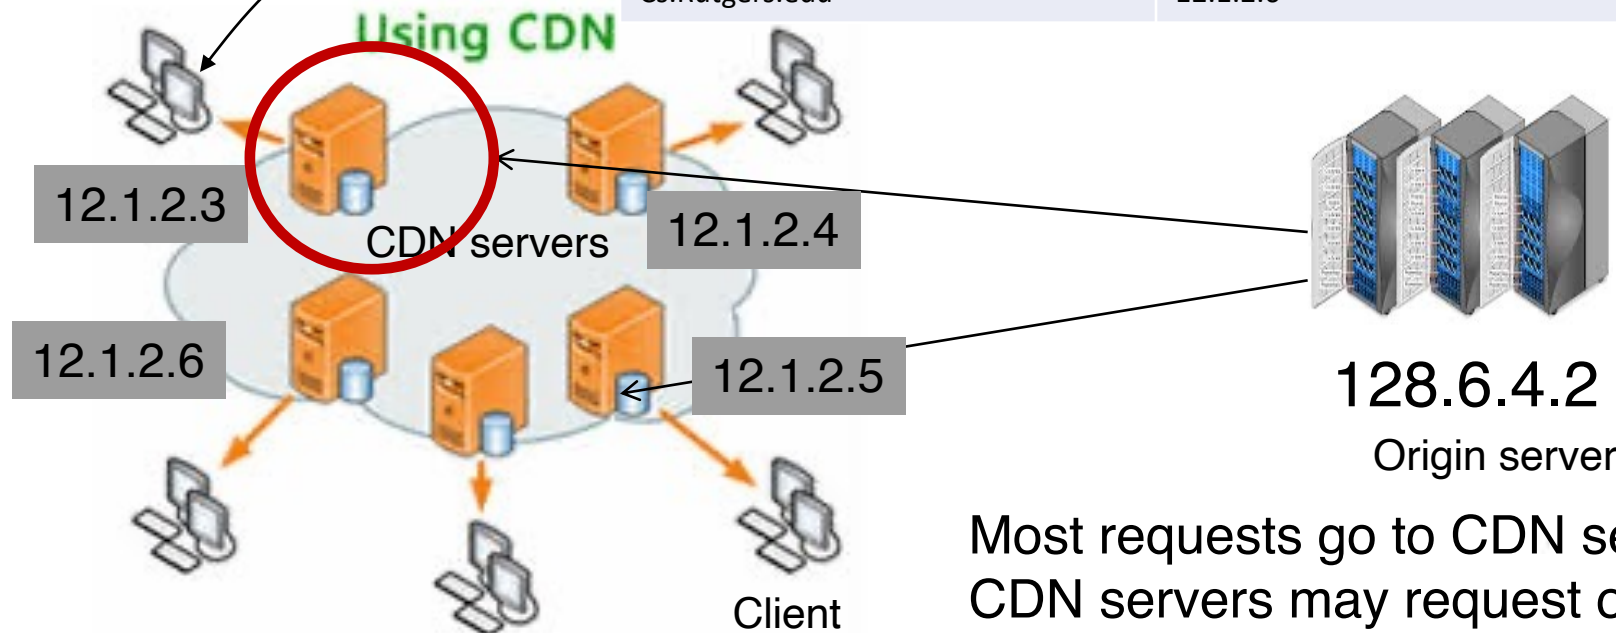 Using CDN
12.1.2.3
CDN servers
12.1.2.4
12.1.2.6
12.1.2.5
128.6.4.2
Origin server
Most requests go to CDN
CDN servers may request
Client